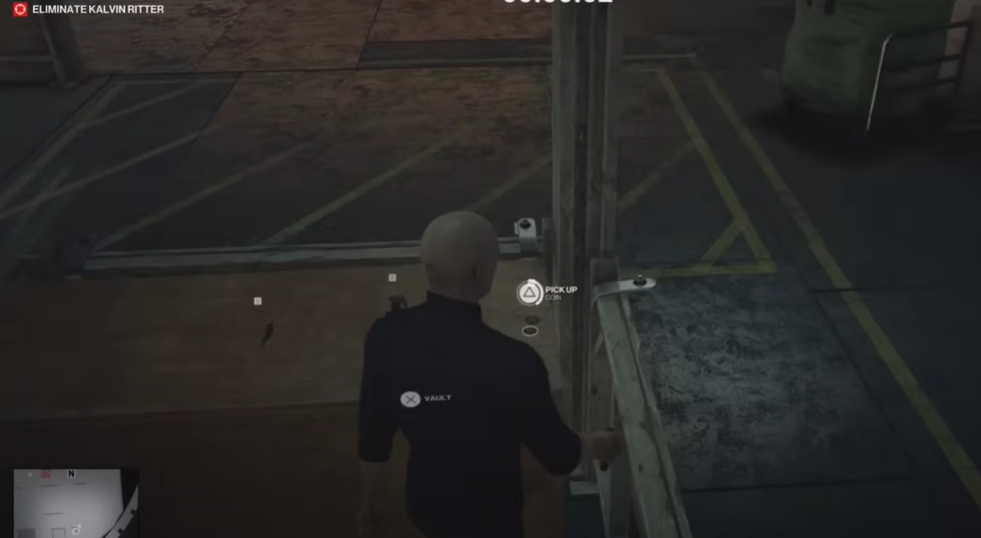 ELIMINATE KALVIN RITTER
PICK UP
COIN
VAULT
N